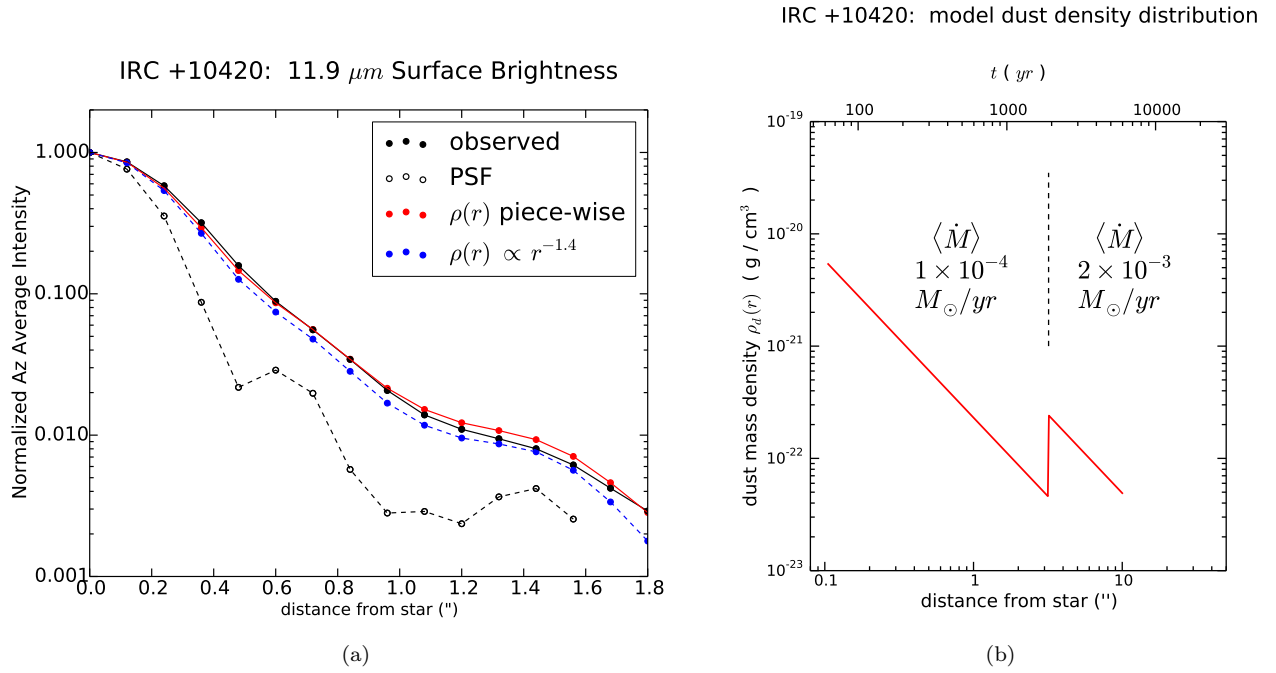 IRC +10420: 11.9 μm Surface Brightness
Normalized Az Average Intensity
1.000
0.100
0.010
0.001
observed
PSF
ρ(r) piece-wise
ρ(r) ∝ r^{-1.4}
0.0 0.2 0.4 0.6 0.8 1.0 1.2 1.4 1.6 1.8
distance from star (")
(a)
IRC +10420: model dust density distribution
t ( yr )
100 1000 10000
dust mass density ρ_d(r) ( g / cm³ )
10^{-19}
10^{-20}
10^{-21}
10^{-22}
10^{-23}
⟨Ṁ⟩
1 × 10^{-4}
M_⊙/yr
⟨Ṁ⟩
2 × 10^{-3}
M_⊙/yr
0.1 1 10
distance from star ('')
(b)